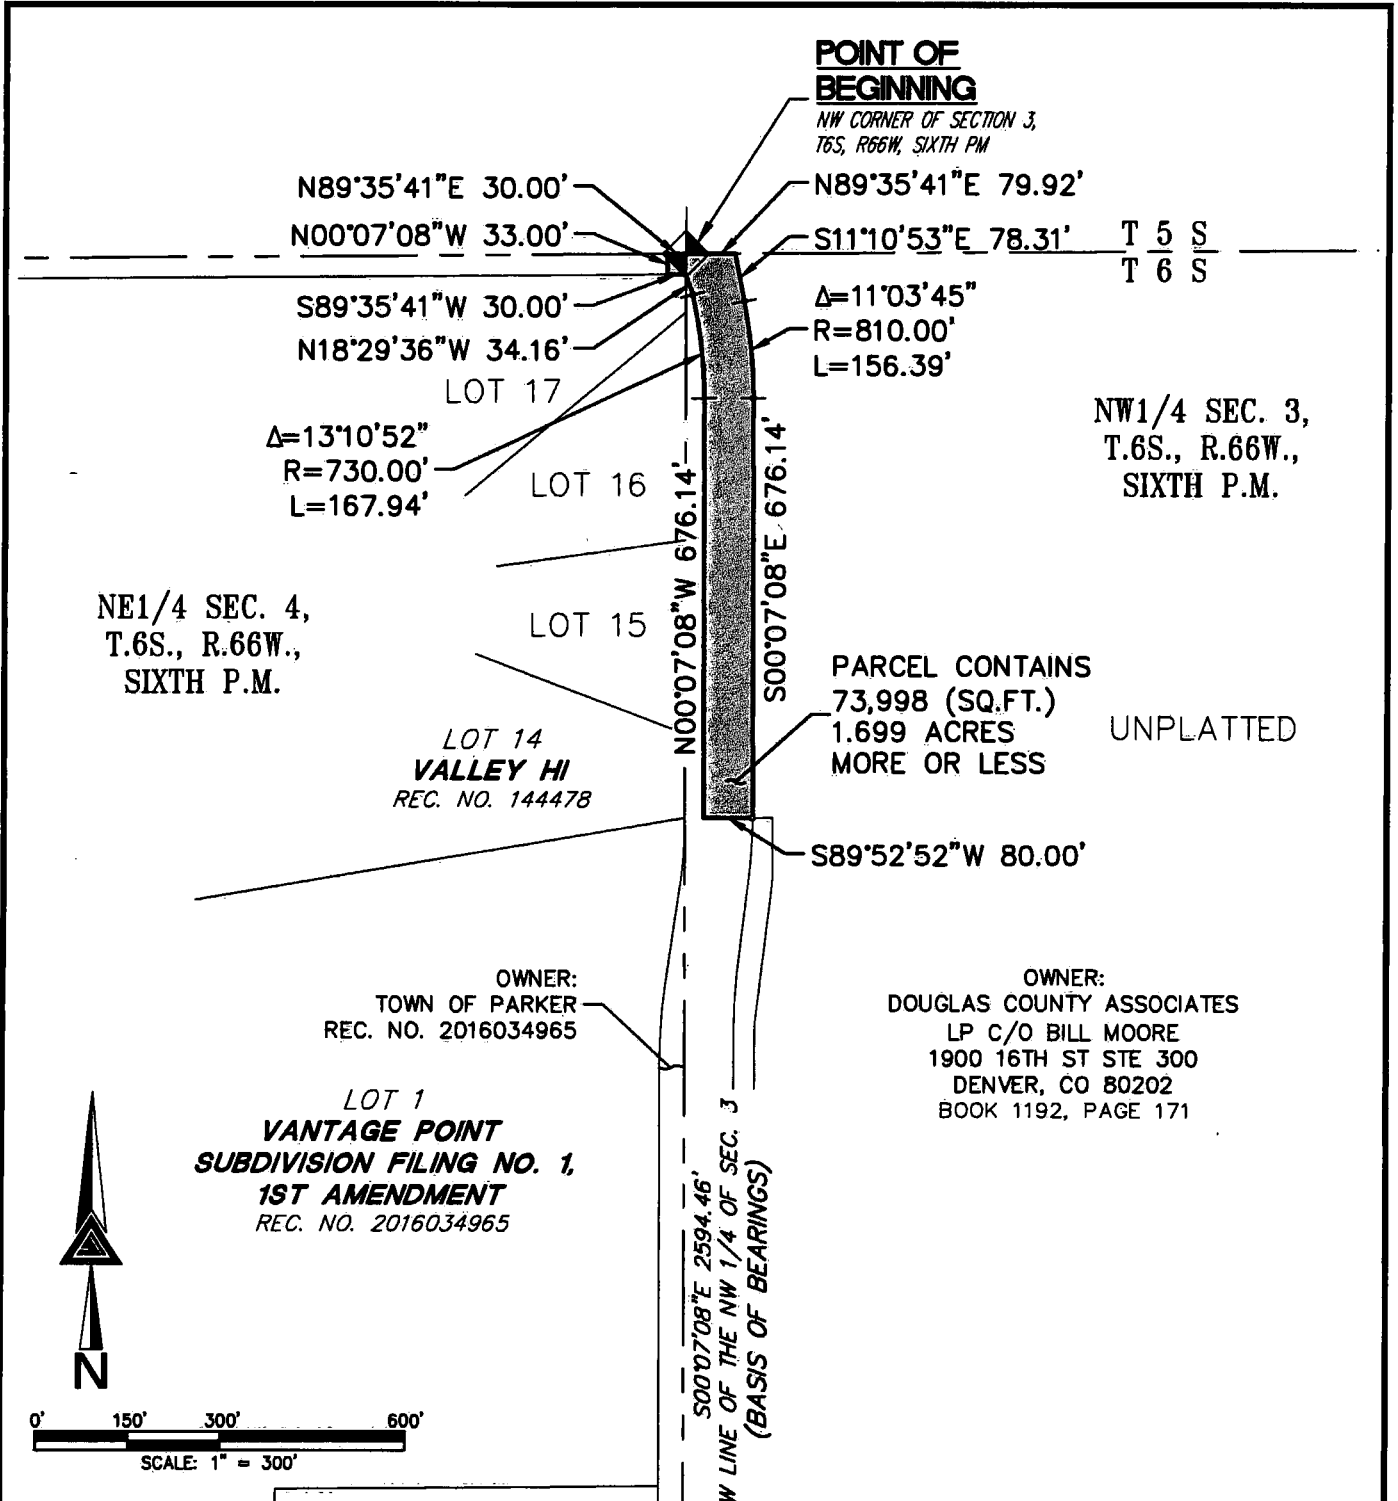 POINT OF
BEGINNING
NW CORNER OF SECTION 3,
T6S, R66W, SIXTH PM
N89°35'41"E 30.00'
N89°35'41"E 79.92'
N00°07'08"W 33.00'
S11°10'53"E 78.31'
T 5 S
T 6 S
S89°35'41"W 30.00'
N18°29'36"W 34.16'
Δ=11°03'45"
R=810.00'
L=156.39'
LOT 17
Δ=13°10'52"
R=730.00'
L=167.94'
NW1/4 SEC. 3,
T.6S., R.66W.,
SIXTH P.M.
LOT 16
N00°07'08"W 676.14'
S00°07'08"E 676.14'
NE1/4 SEC. 4,
T.6S., R.66W.,
SIXTH P.M.
LOT 15
PARCEL CONTAINS
73,998 (SQ.FT.)
1.699 ACRES
MORE OR LESS
UNPLATTED
LOT 14
VALLEY HI
REC. NO. 144478
S89°52'52"W 80.00'
OWNER:
TOWN OF PARKER
REC. NO. 2016034965
OWNER:
DOUGLAS COUNTY ASSOCIATES
LP C/O BILL MOORE
1900 16TH ST STE 300
DENVER, CO 80202
BOOK 1192, PAGE 171
LOT 1
VANTAGE POINT
SUBDIVISION FILING NO. 1,
1ST AMENDMENT
REC. NO. 2016034965
S00°07'08"E 2594.46'
W LINE OF THE NW 1/4 OF SEC. 3
(BASIS OF BEARINGS)
N
0' 150' 300' 600'
SCALE: 1" = 300'